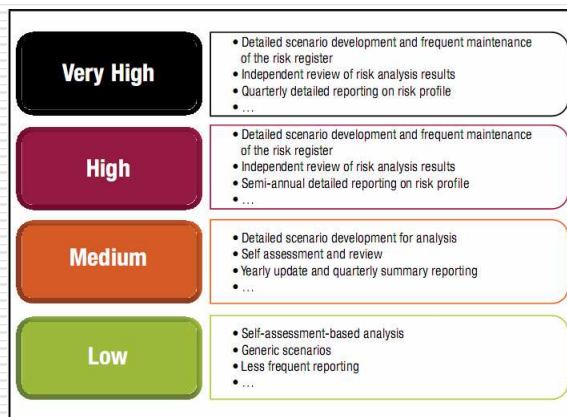 Very High
• Detailed scenario development and frequent maintenance
of the risk register
• Independent review of risk analysis results
• Quarterly detailed reporting on risk profile
• ...
High
• Detailed scenario development and frequent maintenance
of the risk register
• Independent review of risk analysis results
• Semi-annual detailed reporting on risk profile
• ...
Medium
• Detailed scenario development for analysis
• Self assessment and review
• Yearly update and quarterly summary reporting
• ...
Low
• Self-assessment-based analysis
• Generic scenarios
• Less frequent reporting
• ...